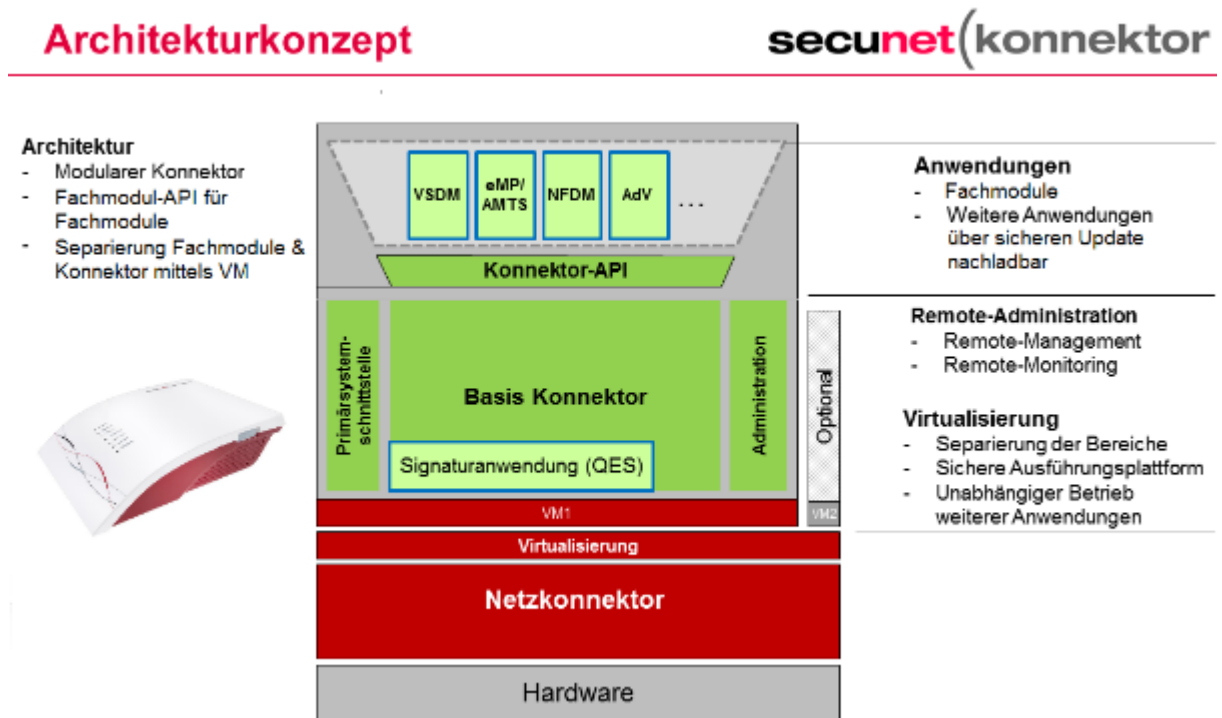 Architekturkonzept
secunet(konnektor
Architektur
- Modularer Konnektor
- Fachmodul-API für
Fachmodule
- Separierung Fachmodule &
Konnektor mittels VM
VSDM
eMP/
AMTS
NFDM
AdV
...
Konnektor-API
Primärsystem-
schnittstelle
Basis Konnektor
Signaturanwendung (QES)
Administration
Optional
VM1
VM2
Virtualisierung
Netzkonnektor
Hardware
Anwendungen
- Fachmodule
- Weitere Anwendungen
über sicheren Update
nachladbar
Remote-Administration
- Remote-Management
- Remote-Monitoring
Virtualisierung
- Separierung der Bereiche
- Sichere Ausführungsplattform
- Unabhängiger Betrieb
weiterer Anwendungen